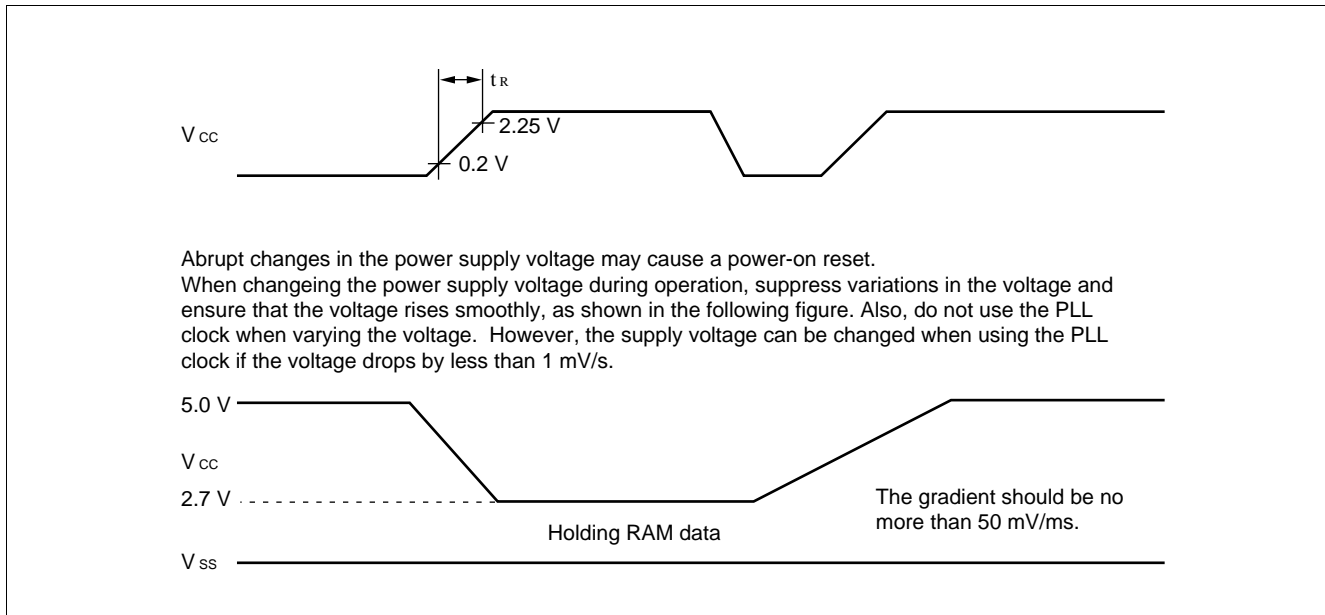 t R
V CC
2.25 V
0.2 V
Abrupt changes in the power supply voltage may cause a power-on reset.
When changeing the power supply voltage during operation, suppress variations in the voltage and
ensure that the voltage rises smoothly, as shown in the following figure. Also, do not use the PLL
clock when varying the voltage.  However, the supply voltage can be changed when using the PLL
clock if the voltage drops by less than 1 mV/s.
5.0 V
V CC
2.7 V
The gradient should be no
more than 50 mV/ms.
Holding RAM data
V SS